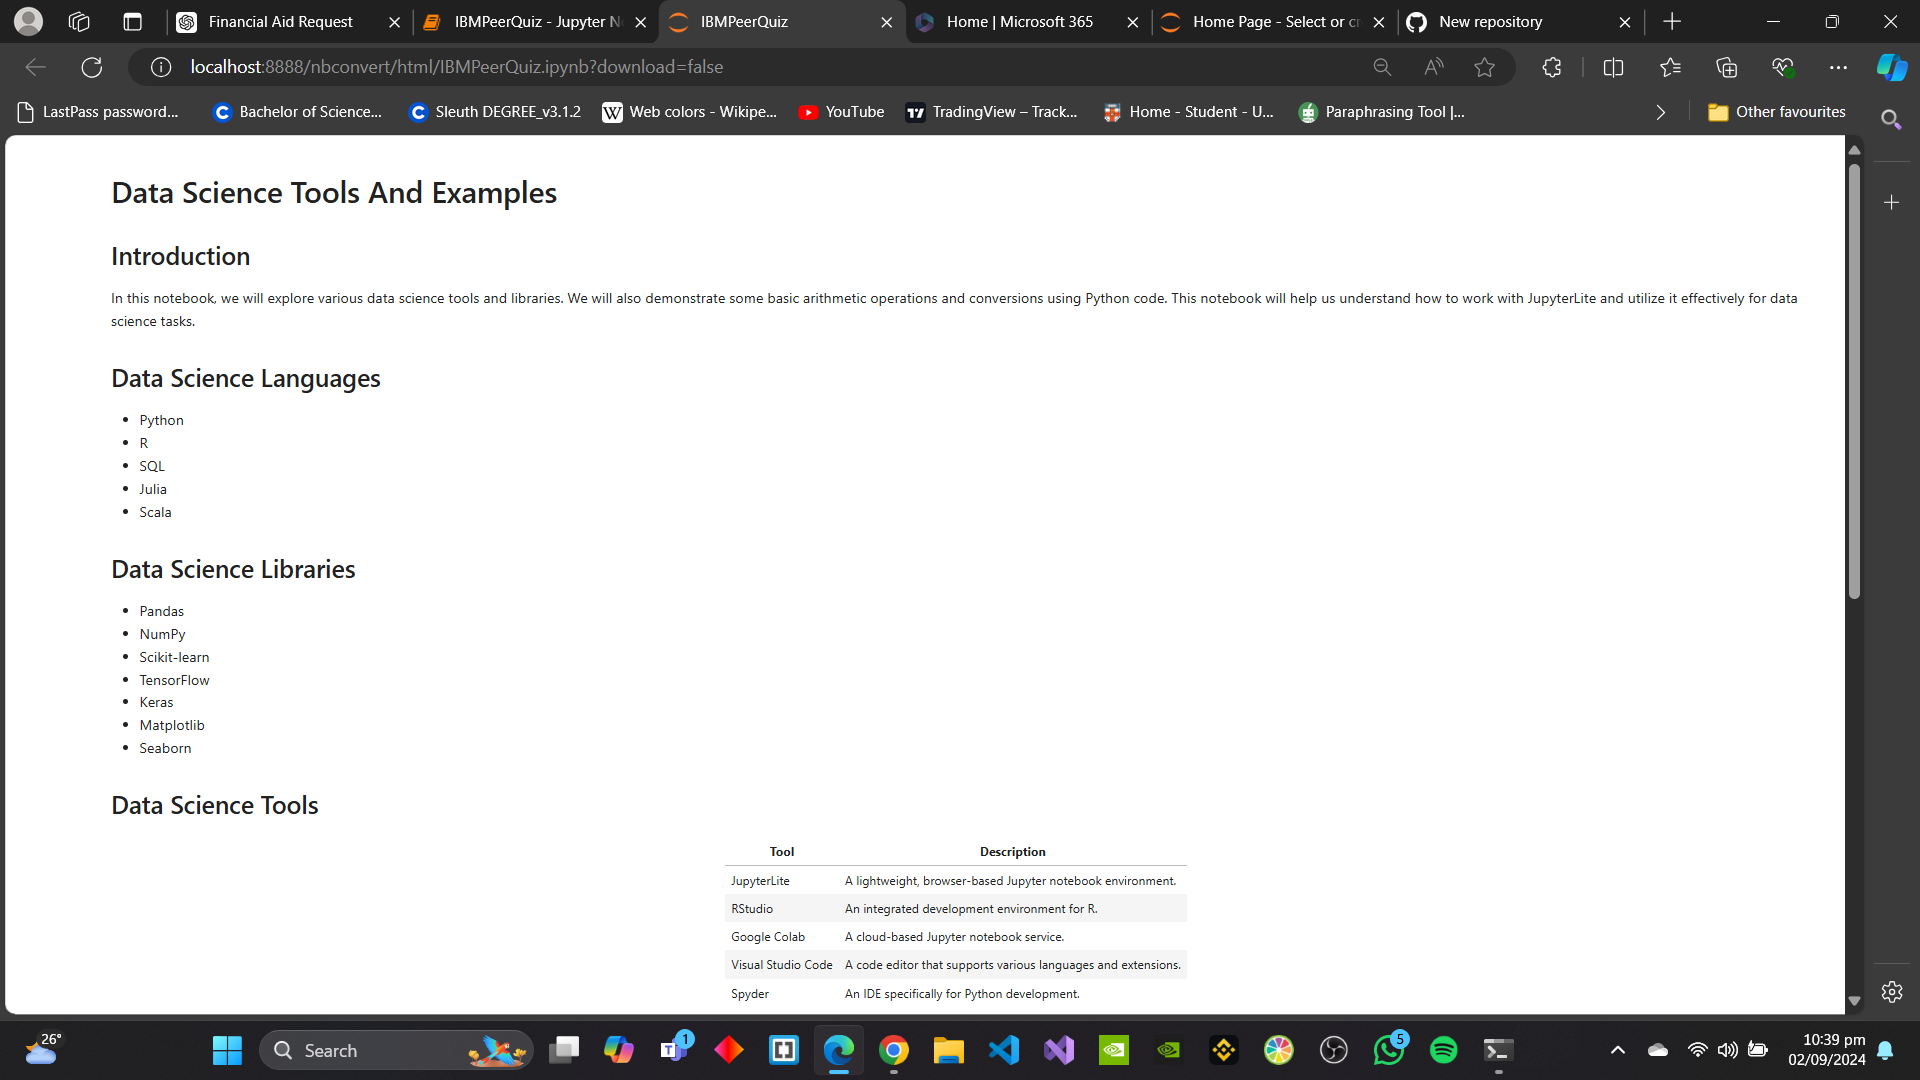 Financial Aid Request
IBMPeerQuiz - Jupyter N
IBMPeerQuiz
Home | Microsoft 365
Home Page - Select or cr
New repository
localhost:8888/nbconvert/html/IBMPeerQuiz.ipynb?download=false
LastPass password...
Bachelor of Science...
Sleuth DEGREE_v3.1.2
Web colors - Wikipe...
YouTube
TradingView – Track...
Home - Student - U...
Paraphrasing Tool |...
Other favourites
Data Science Tools And Examples
Introduction
In this notebook, we will explore various data science tools and libraries. We will also demonstrate some basic arithmetic operations and conversions using Python code. This notebook will help us understand how to work with JupyterLite and utilize it effectively for data
science tasks.
Data Science Languages
• Python
• R
• SQL
• Julia
• Scala
Data Science Libraries
• Pandas
• NumPy
• Scikit-learn
• TensorFlow
• Keras
• Matplotlib
• Seaborn
Data Science Tools
Tool Description
JupyterLite A lightweight, browser-based Jupyter notebook environment.
RStudio An integrated development environment for R.
Google Colab A cloud-based Jupyter notebook service.
Visual Studio Code A code editor that supports various languages and extensions.
Spyder An IDE specifically for Python development.
26°
Search
1
5
10:39 pm
02/09/2024